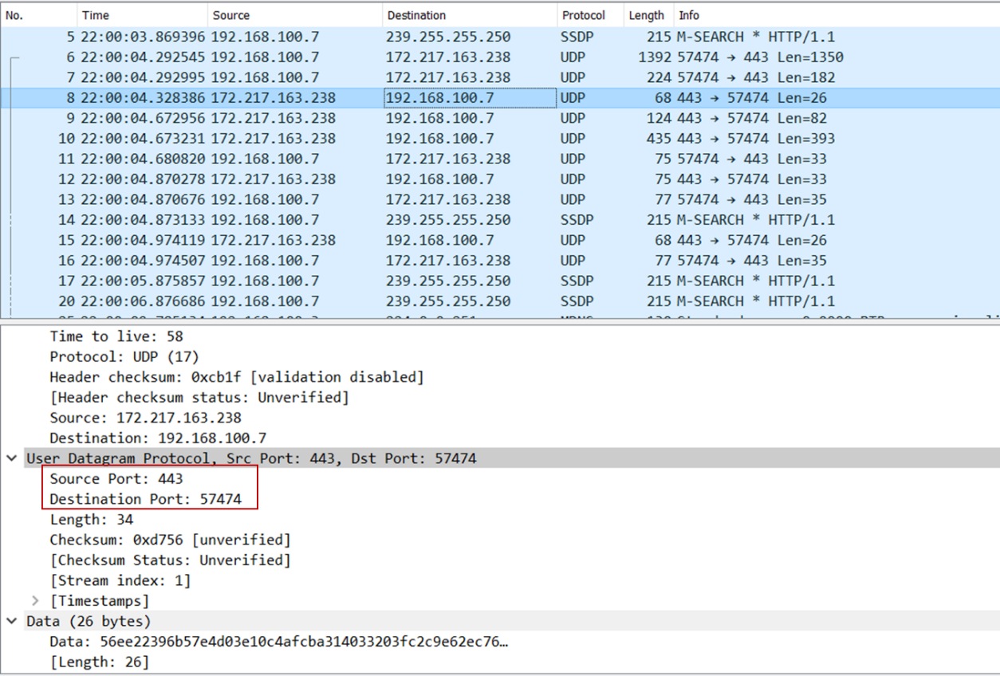 No. Time Source Destination Protocol Length Info
5 22:00:03.869396 192.168.100.7 239.255.255.250 SSDP 215 M-SEARCH * HTTP/1.1
6 22:00:04.292545 192.168.100.7 172.217.163.238 UDP 1392 57474 → 443 Len=1350
7 22:00:04.292995 192.168.100.7 172.217.163.238 UDP 224 57474 → 443 Len=182
8 22:00:04.328386 172.217.163.238 192.168.100.7 UDP 68 443 → 57474 Len=26
9 22:00:04.672956 172.217.163.238 192.168.100.7 UDP 124 443 → 57474 Len=82
10 22:00:04.673231 172.217.163.238 192.168.100.7 UDP 435 443 → 57474 Len=393
11 22:00:04.680820 192.168.100.7 172.217.163.238 UDP 75 57474 → 443 Len=33
12 22:00:04.870278 172.217.163.238 192.168.100.7 UDP 75 443 → 57474 Len=33
13 22:00:04.870676 192.168.100.7 172.217.163.238 UDP 77 57474 → 443 Len=35
14 22:00:04.873133 192.168.100.7 239.255.255.250 SSDP 215 M-SEARCH * HTTP/1.1
15 22:00:04.974119 172.217.163.238 192.168.100.7 UDP 68 443 → 57474 Len=26
16 22:00:04.974507 192.168.100.7 172.217.163.238 UDP 77 57474 → 443 Len=35
17 22:00:05.875857 192.168.100.7 239.255.255.250 SSDP 215 M-SEARCH * HTTP/1.1
20 22:00:06.876686 192.168.100.7 239.255.255.250 SSDP 215 M-SEARCH * HTTP/1.1
Time to live: 58
Protocol: UDP (17)
Header checksum: 0xcb1f [validation disabled]
[Header checksum status: Unverified]
Source: 172.217.163.238
Destination: 192.168.100.7
User Datagram Protocol, Src Port: 443, Dst Port: 57474
Source Port: 443
Destination Port: 57474
Length: 34
Checksum: 0xd756 [unverified]
[Checksum Status: Unverified]
[Stream index: 1]
[Timestamps]
Data (26 bytes)
Data: 56ee22396b57e4d03e10c4afcba314033203fc2c9e62ec76…
[Length: 26]